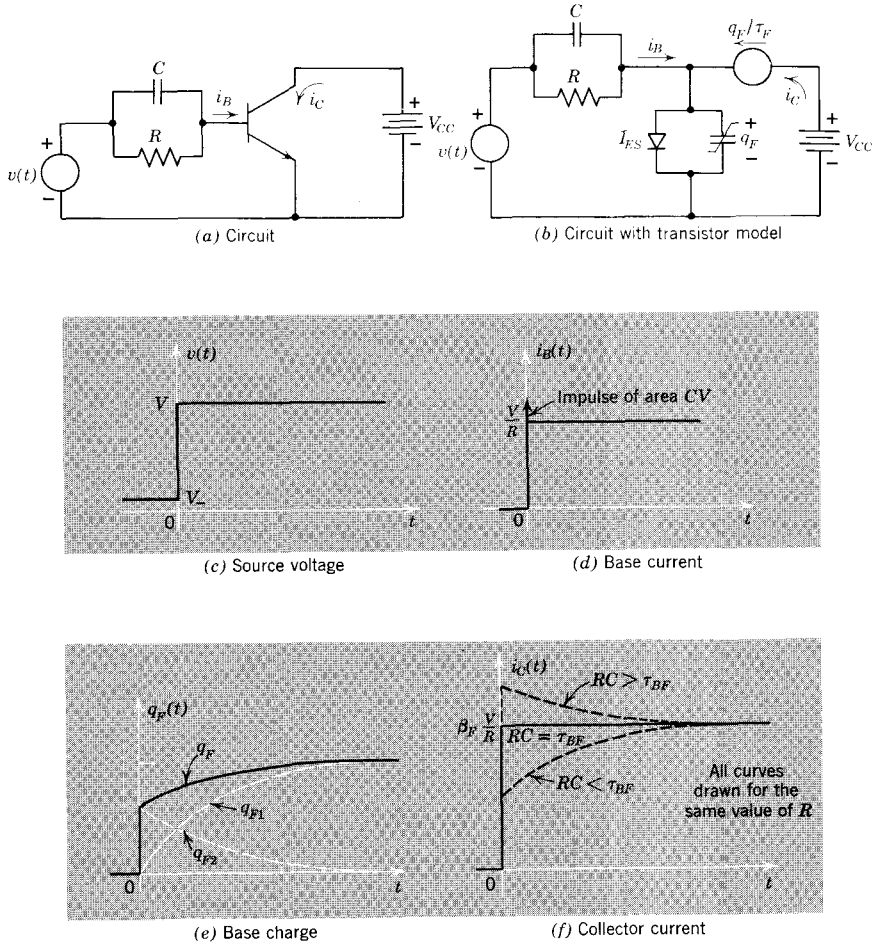 C
i_B
R
v(t)
+
−
i_C
+
−
V_CC
(a) Circuit
C
i_B
R
q_F/τ_F
i_C
v(t)
+
−
I_ES
+
q_F
−
+
−
V_CC
(b) Circuit with transistor model
v(t)
V
V_
0
t
(c) Source voltage
i_B(t)
Impulse of area CV
V/R
0
t
(d) Base current
q_F(t)
q_F
q_F1
q_F2
0
t
(e) Base charge
i_C(t)
RC > τ_BF
β_F V/R
RC = τ_BF
RC < τ_BF
All curves
drawn for the
same value of R
0
t
(f) Collector current